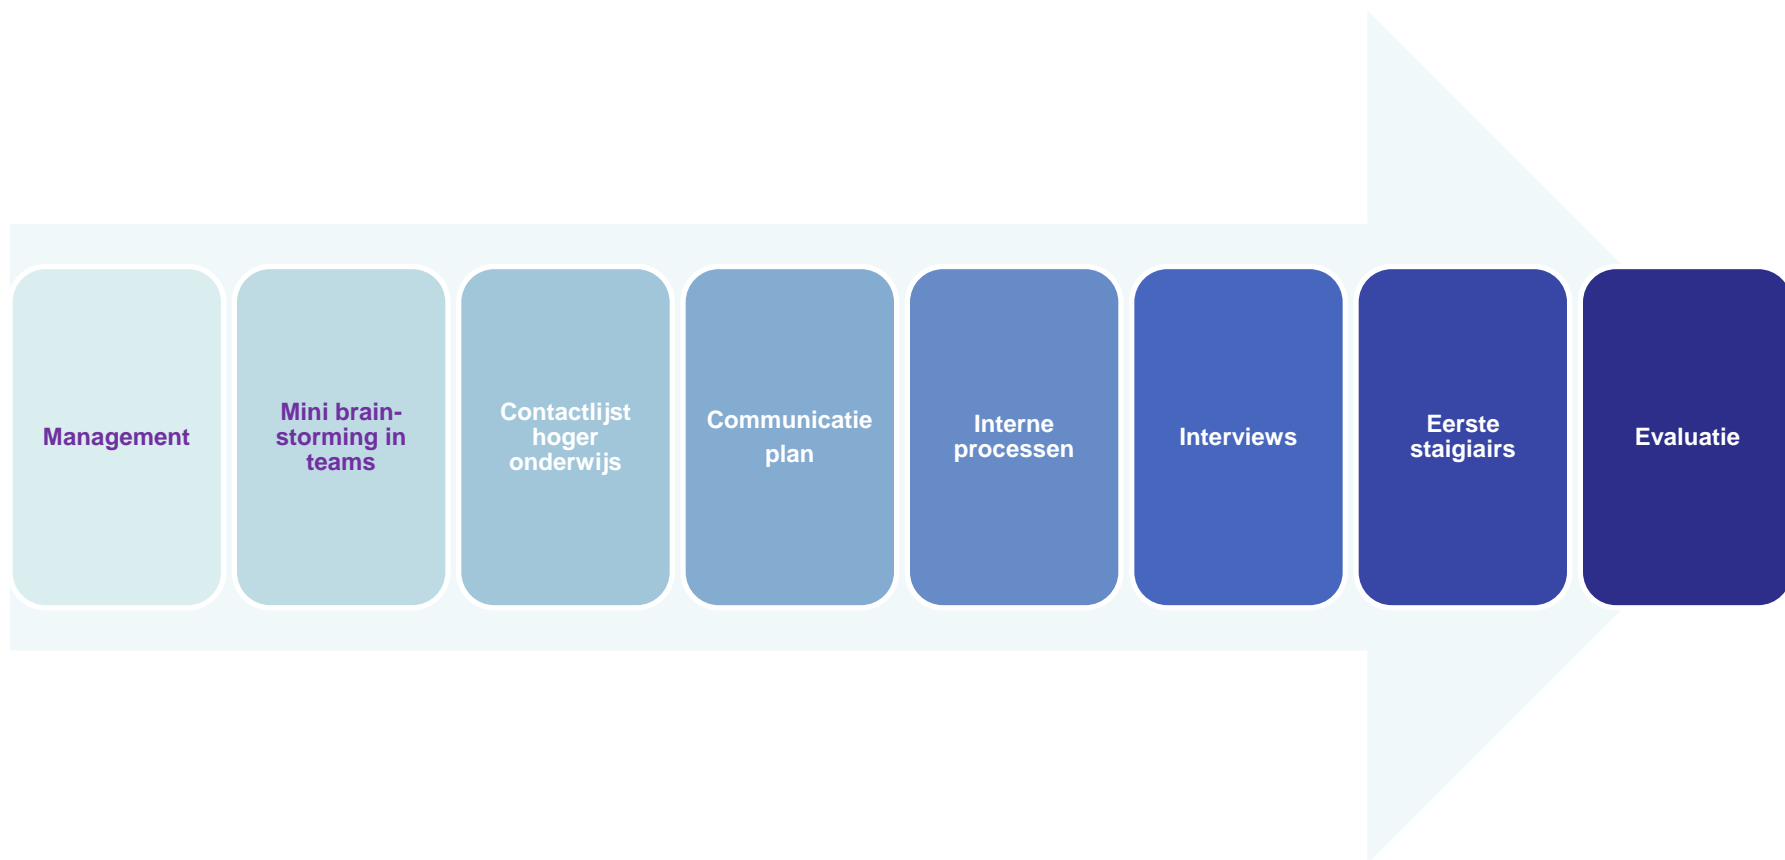 Management
Mini brain-
storming in
teams
Contactlijst
hoger
onderwijs
Communicatie
plan
Interne
processen
Interviews
Eerste
staigiairs
Evaluatie